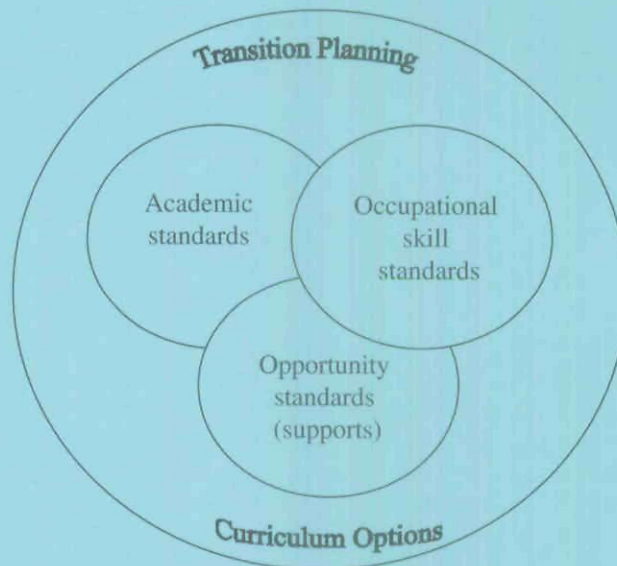 Transition Planning
Academic
standards
Occupational
skill
standards
Opportunity
standards
(supports)
Curriculum Options